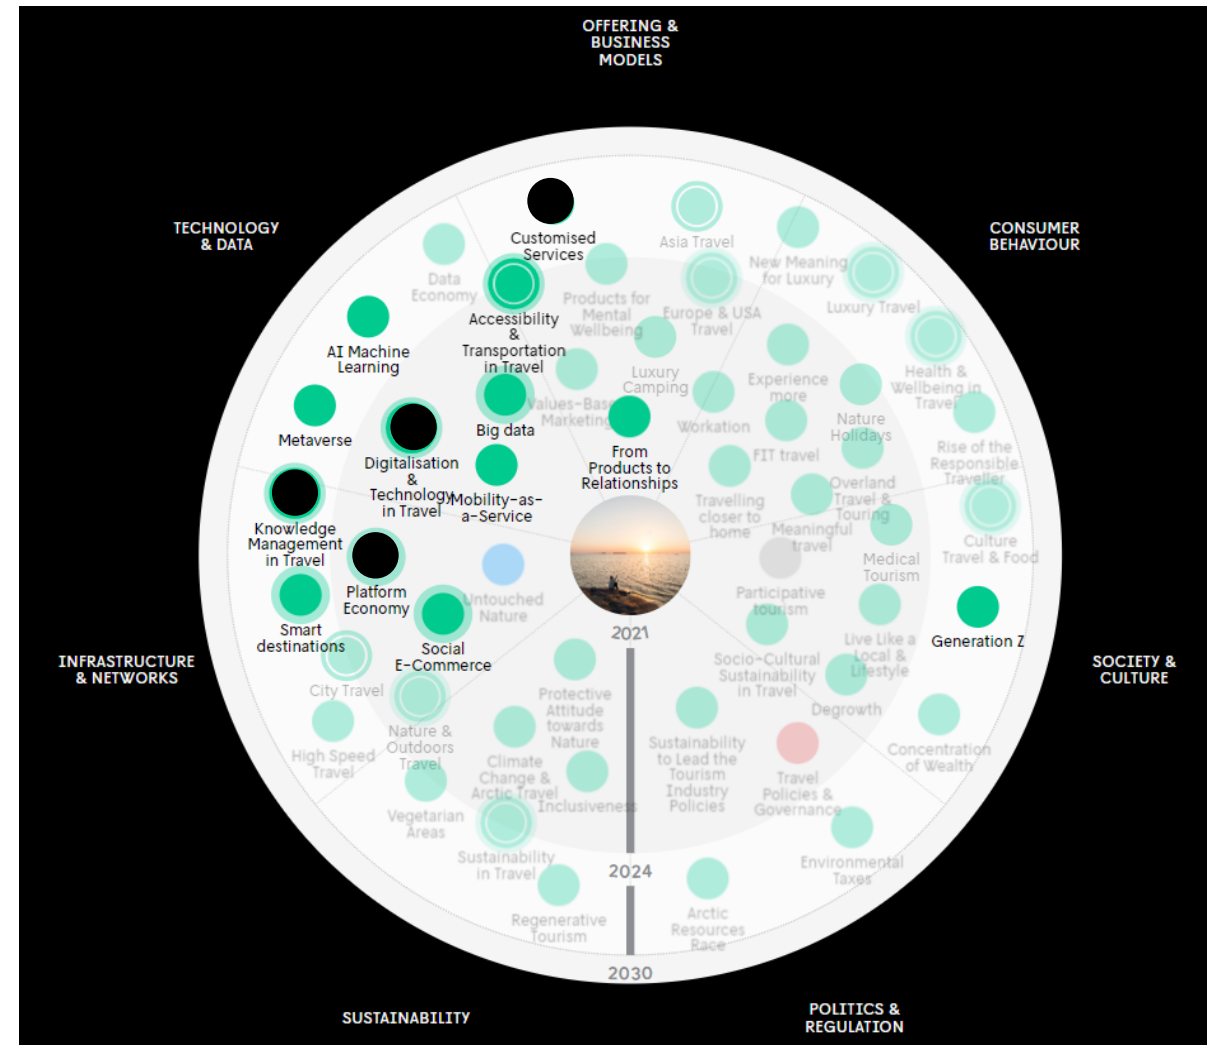 OFFERING &
BUSINESS
MODELS
TECHNOLOGY
& DATA
CONSUMER
BEHAVIOUR
Customised
Services
Asia Travel
New Meaning
for Luxury
Data
Economy
Products for
Mental
Wellbeing
Europe & USA
Travel
Luxury Travel
Accessibility
&
Transportation
in Travel
AI Machine
Learning
Luxury
Camping
Experience
more
Health &
Wellbeing in
Travel
Values-Base
Marketing
Big data
Workation
Nature
Holidays
Metaverse
From
Products to
Relationships
FIT travel
Rise of the
Responsible
Traveller
Digitalisation
&
Technology
in Travel
Mobility-as-
a-Service
Travelling
closer to
home
Overland
Travel &
Touring
Meaningful
travel
Knowledge
Management
in Travel
Culture
Travel & Food
Medical
Tourism
Platform
Economy
Untouched
Nature
Participative
tourism
Smart
destinations
Social
E-Commerce
2021
Live Like a
Local &
Lifestyle
Generation Z
INFRASTRUCTURE
& NETWORKS
SOCIETY &
CULTURE
City Travel
Protective
Attitude
towards
Nature
Socio-Cultural
Sustainability
in Travel
Degrowth
Nature &
Outdoors
Travel
High Speed
Travel
Climate
Change &
Arctic Travel
Sustainability
to Lead the
Tourism
Industry
Policies
Concentration
of Wealth
Travel
Policies &
Governance
Inclusiveness
Vegetarian
Areas
Sustainability
in Travel
2024
Environmental
Taxes
Regenerative
Tourism
Arctic
Resources
Race
2030
SUSTAINABILITY
POLITICS &
REGULATION